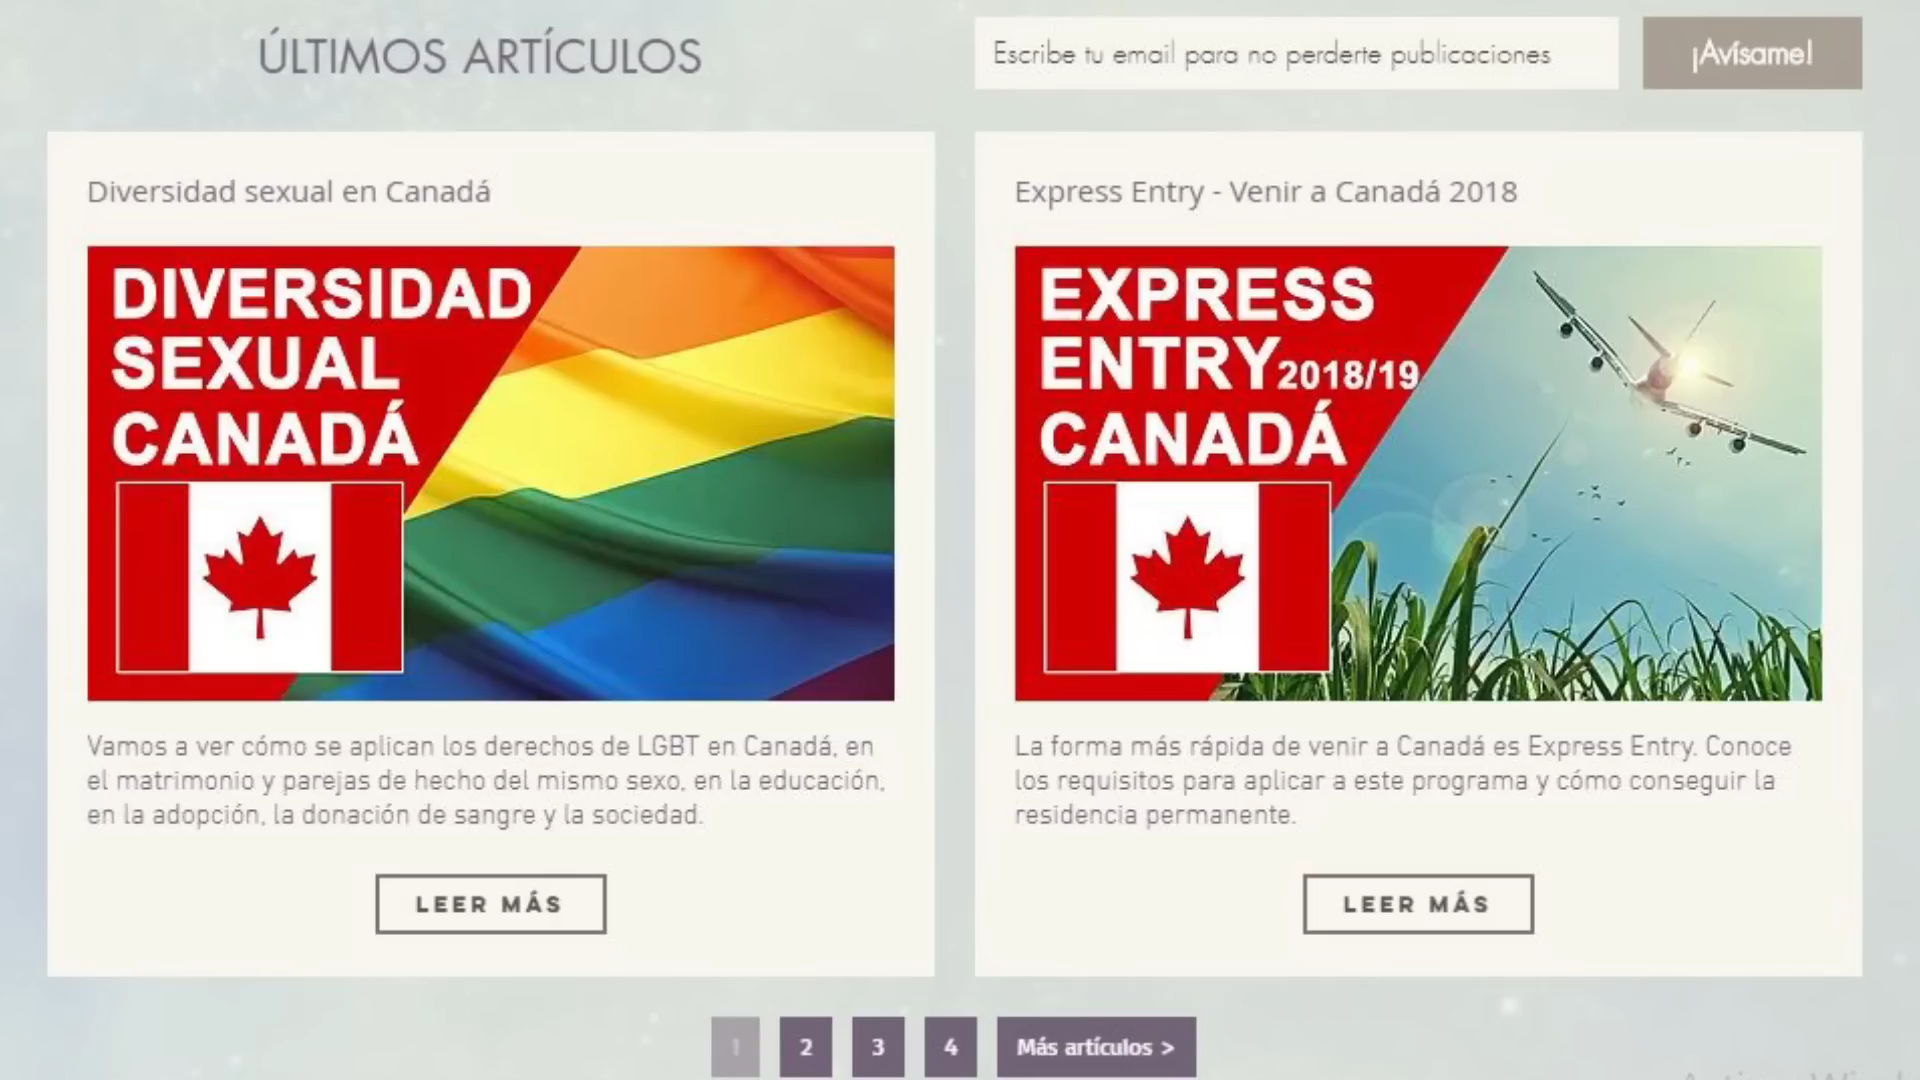 ÚLTIMOS ARTÍCULOS
Escribe tu email para no perderte publicaciones
¡Avísame!
Diversidad sexual en Canadá
DIVERSIDAD
SEXUAL
CANADÁ
Vamos a ver cómo se aplican los derechos de LGBT en Canadá, en
el matrimonio y parejas de hecho del mismo sexo, en la educación,
en la adopción, la donación de sangre y la sociedad.
LEER MÁS
Express Entry - Venir a Canadá 2018
EXPRESS
ENTRY 2018/19
CANADÁ
La forma más rápida de venir a Canadá es Express Entry. Conoce
los requisitos para aplicar a este programa y cómo conseguir la
residencia permanente.
LEER MÁS
1 2 3 4 Más artículos >